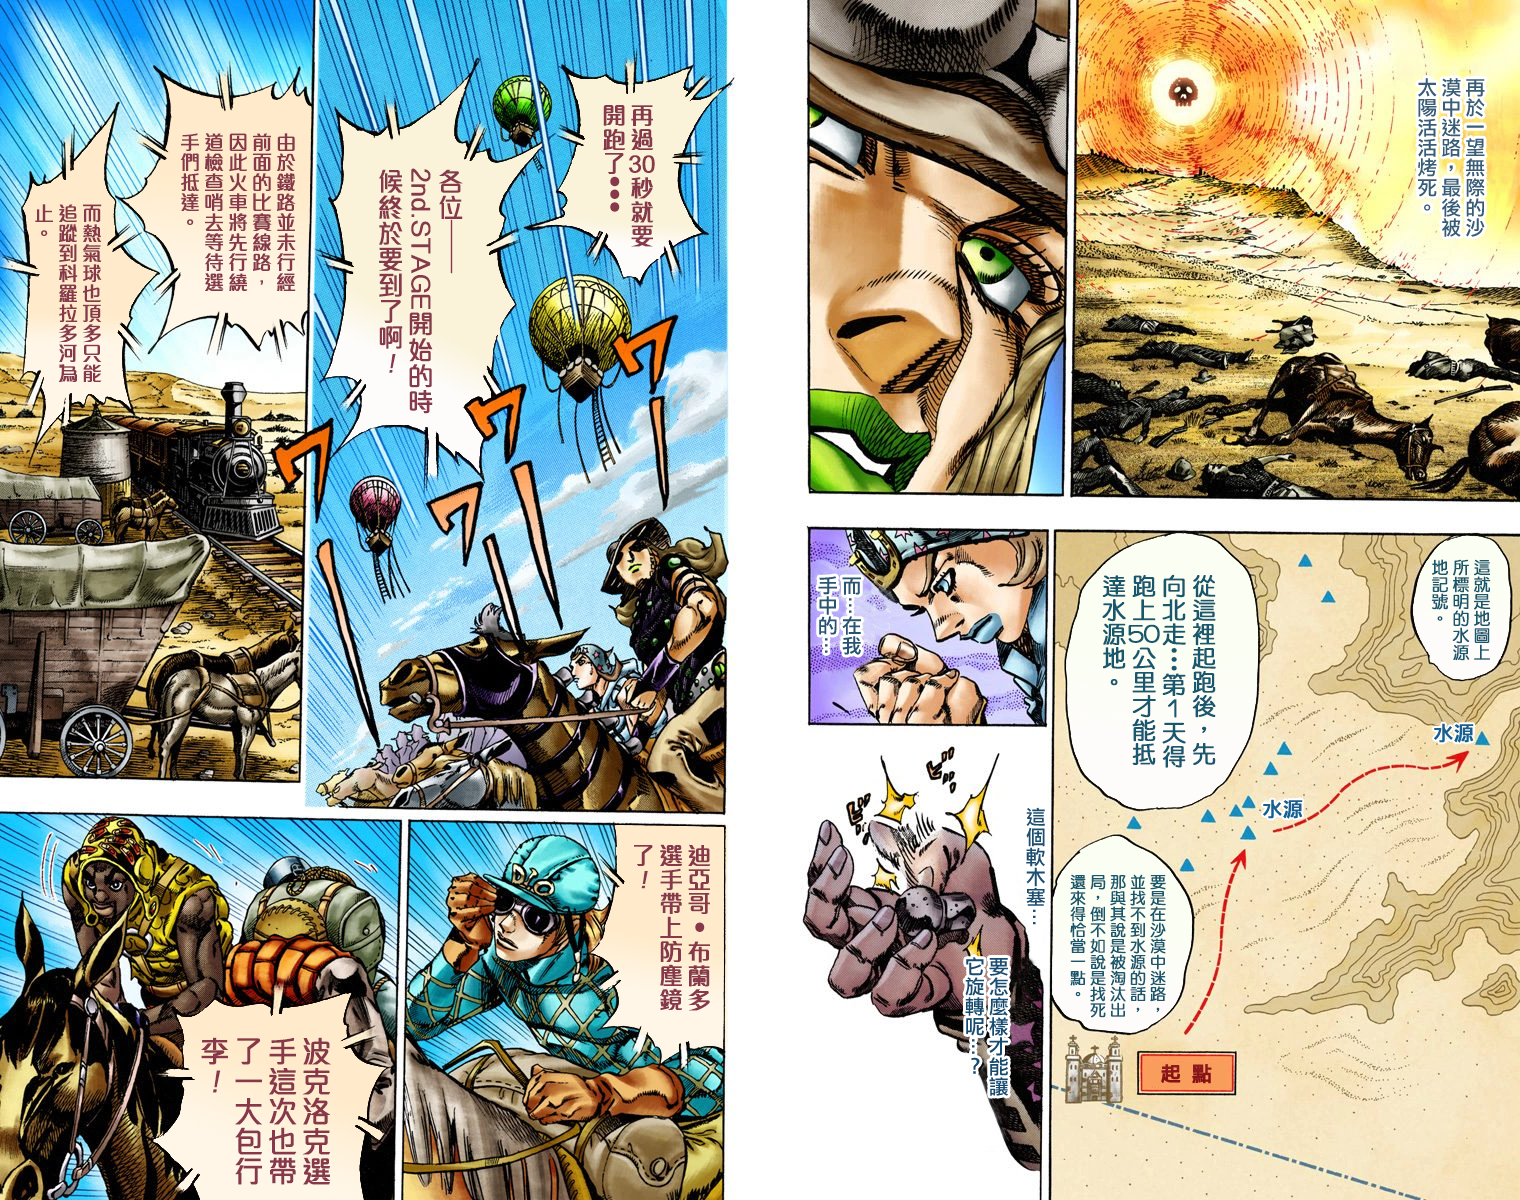 再於一望無際的沙
漠中迷路，最後被
太陽活活烤死。
這就是地圖上
所標明的水源
地記號。
從這裡起跑後，先
向北走…第1天得
跑上50公里才能抵
達水源地。
水源
水源
要是在沙漠中迷路，
並找不到水源的話，
那與其說是被淘汰出
局，倒不如說是找死
還來得恰當一點。
起點
而…在我
手中的…
這個軟木塞…
要怎麼樣才能讓
它旋轉呢…？
ビ
ビ
ビ
再過30秒就要
開跑了•••
各位——
2nd.STAGE開始的時
候終於要到了啊！
ワー
ワー
ワー
由於鐵路並未行經
前面的比賽線路，
因此火車將先行繞
道檢查哨去等待選
手們抵達。
而熱氣球也頂多只能
追蹤到科羅拉多河為
止。
迪亞哥•布蘭多
選手帶上防塵鏡
了！
DIO
波克洛克選
手這次也帶
了一大包行
李！